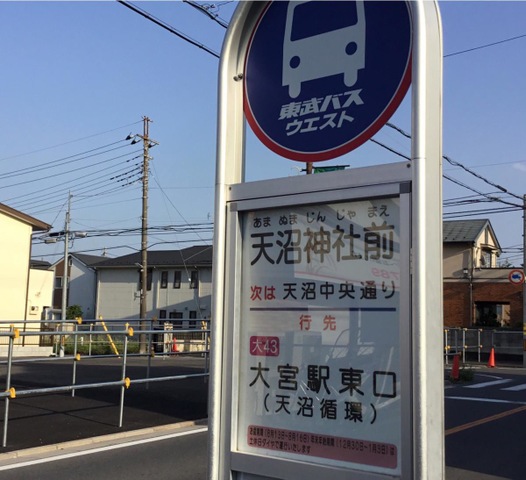 東武バス
ウエスト
あまぬまじんじゃまえ
天沼神社前
次は 天沼中央通り
行先
大43
大宮駅東口
(天沼循環)